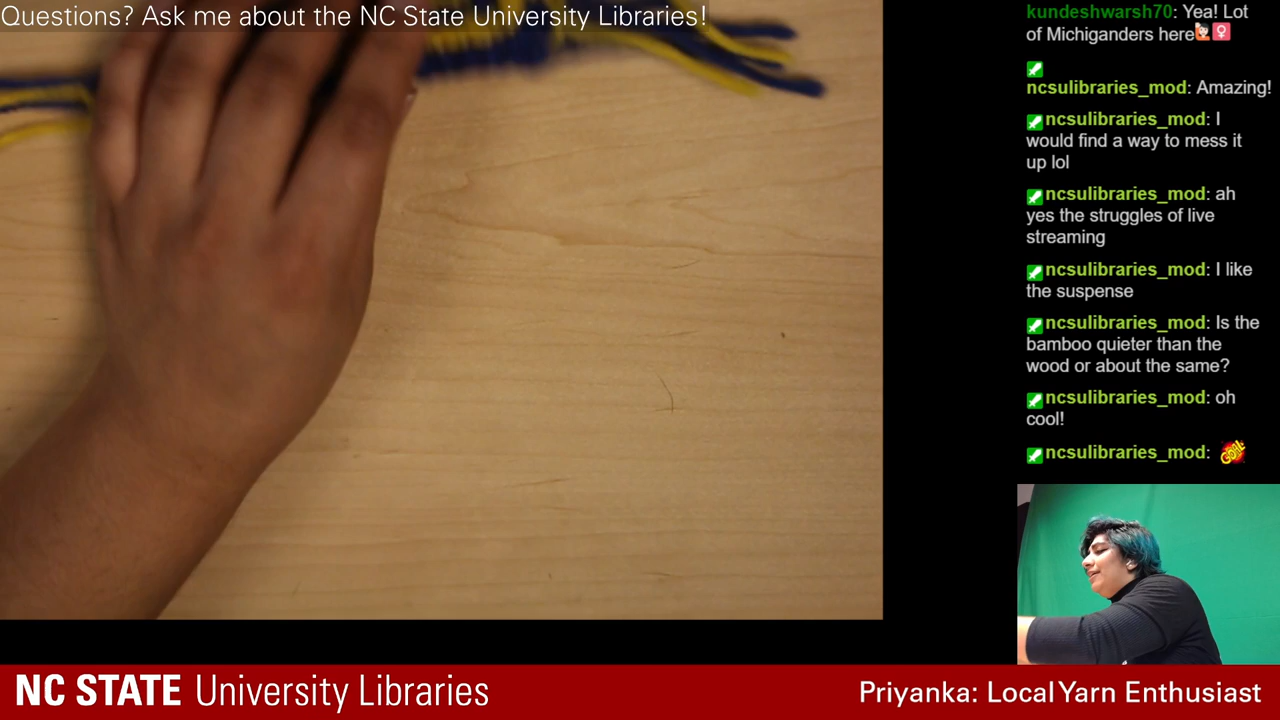 Questions? Ask me about the NC State University Libraries!
kundeshwarsh70: Yea! Lot
of Michiganders here
ncsulibraries_mod: Amazing!
ncsulibraries_mod: I
would find a way to mess it
up lol
ncsulibraries_mod: ah
yes the struggles of live
streaming
ncsulibraries_mod: I like
the suspense
ncsulibraries_mod: Is the
bamboo quieter than the
wood or about the same?
ncsulibraries_mod: oh
cool!
ncsulibraries_mod:
NC STATE University Libraries
Priyanka: Local Yarn Enthusiast